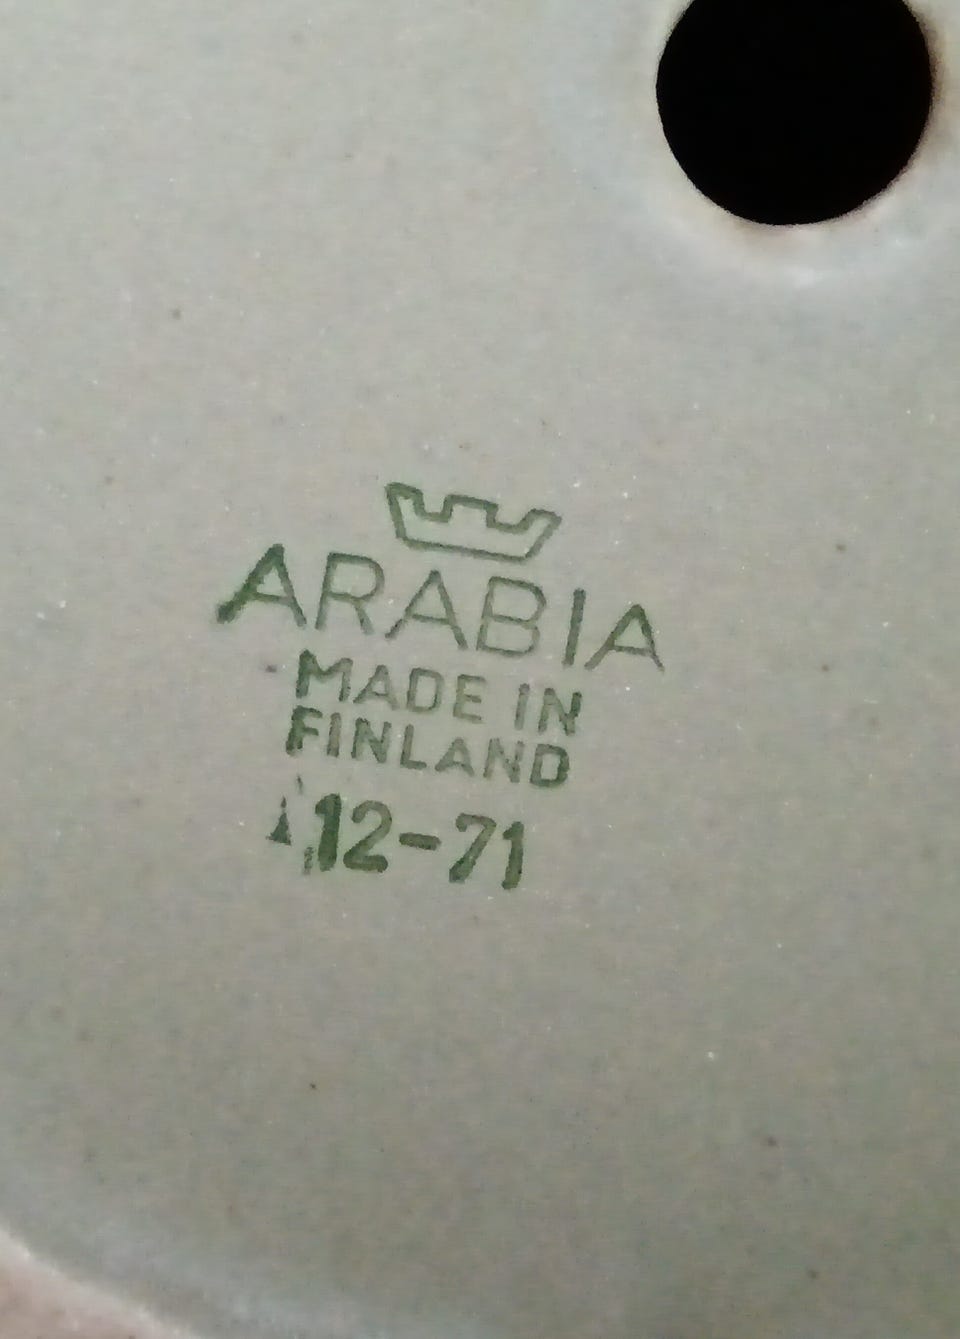 ARABIA
MADE IN
FINLAND
12-71